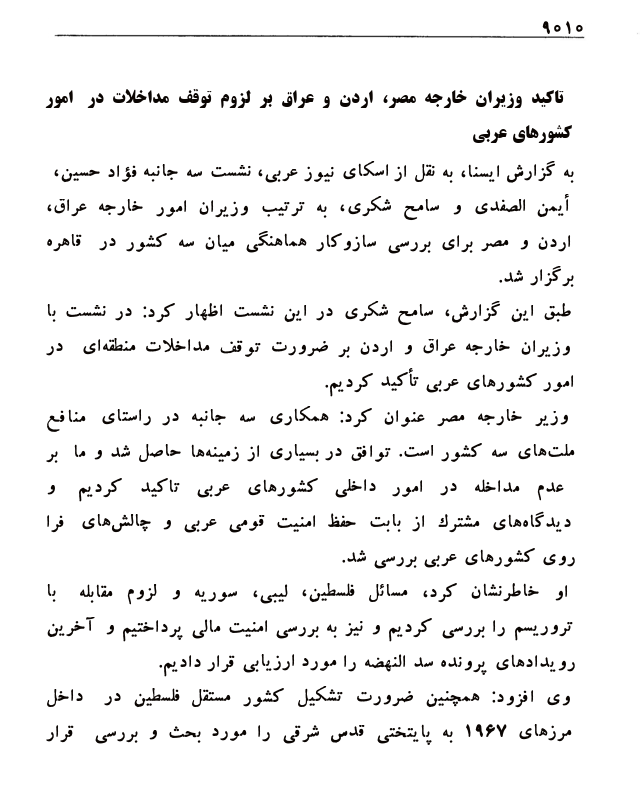 ۹۰۱۰
تاکید وزیران خارجه مصر، اردن و عراق بر لزوم توقف مداخلات در امور
کشورهای عربی
به گزارش ایسنا، به نقل از اسکای نیوز عربی، نشست سه جانبه فؤاد حسین،
أیمن الصفدی و سامح شکری، به ترتیب وزیران امور خارجه عراق،
اردن و مصر برای بررسی سازوکار هماهنگی میان سه کشور در قاهره
برگزار شد.
طبق این گزارش، سامح شکری در این نشست اظهار کرد: در نشست با
وزیران خارجه عراق و اردن بر ضرورت توقف مداخلات منطقه‌ای در
امور کشورهای عربی تأکید کردیم.
وزیر خارجه مصر عنوان کرد: همکاری سه جانبه در راستای منافع
ملت‌های سه کشور است. توافق در بسیاری از زمینه‌ها حاصل شد و ما بر
عدم مداخله در امور داخلی کشورهای عربی تاکید کردیم و
دیدگاه‌های مشترك از بابت حفظ امنیت قومی عربی و چالش‌های فرا
روی کشورهای عربی بررسی شد.
او خاطرنشان کرد، مسائل فلسطین، لیبی، سوریه و لزوم مقابله با
تروریسم را بررسی کردیم و نیز به بررسی امنیت مالی پرداختیم و آخرین
رویدادهای پرونده سد النهضه را مورد ارزیابی قرار دادیم.
وی افزود: همچنین ضرورت تشکیل کشور مستقل فلسطین در داخل
مرزهای ۱۹۶۷ به پایتختی قدس شرقی را مورد بحث و بررسی قرار